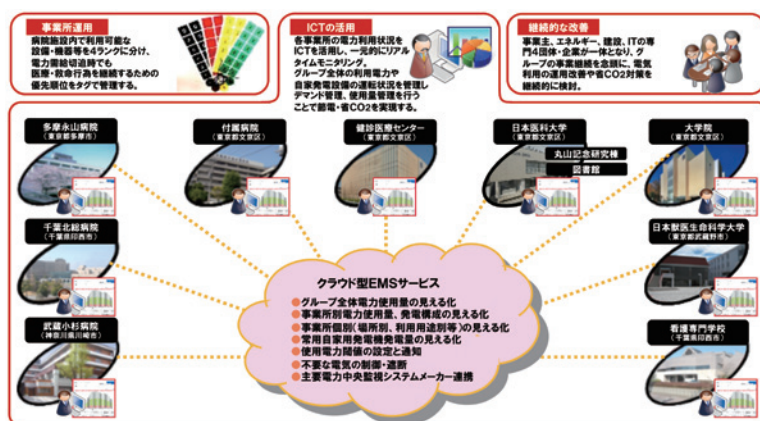 事業所運用
病院施設内で利用可能な
設備・機器等を4ランクに分け、
電力需給切迫時でも
医療・救命行為を継続するための
優先順位をタグで管理する。
ICTの活用
各事業所の電力利用状況を
ICTを活用し、一元的にリアル
タイムモニタリング。
グループ全体の利用電力や
自家発電設備の運転状況を管理し
デマンド管理、使用量管理を行う
ことで節電・省CO2を実現する。
継続的な改善
事業主、エネルギー、建設、ITの専
門4団体・企業が一体となり、グ
ループの事業継続を念頭に、電気
利用の運用改善や省CO2対策を
継続的に検討。
多摩永山病院
（東京都多摩市）
付属病院
（東京都文京区）
健診医療センター
（東京都文京区）
日本医科大学
（東京都文京区）
丸山記念研究棟
図書館
大学院
（東京都文京区）
千葉北総病院
（千葉県印西市）
日本獣医生命科学大学
（東京都武蔵野市）
武蔵小杉病院
（神奈川県川崎市）
看護専門学校
（千葉県印西市）
クラウド型EMSサービス
●グループ全体電力使用量の見える化
●事業所別電力使用量、発電構成の見える化
●事業所個別（場所別、利用用途別等）の見える化
●常用自家用発電機発電量の見える化
●使用電力閾値の設定と通知
●不要な電気の制御・遮断
●主要電力中央監視システムメーカー連携